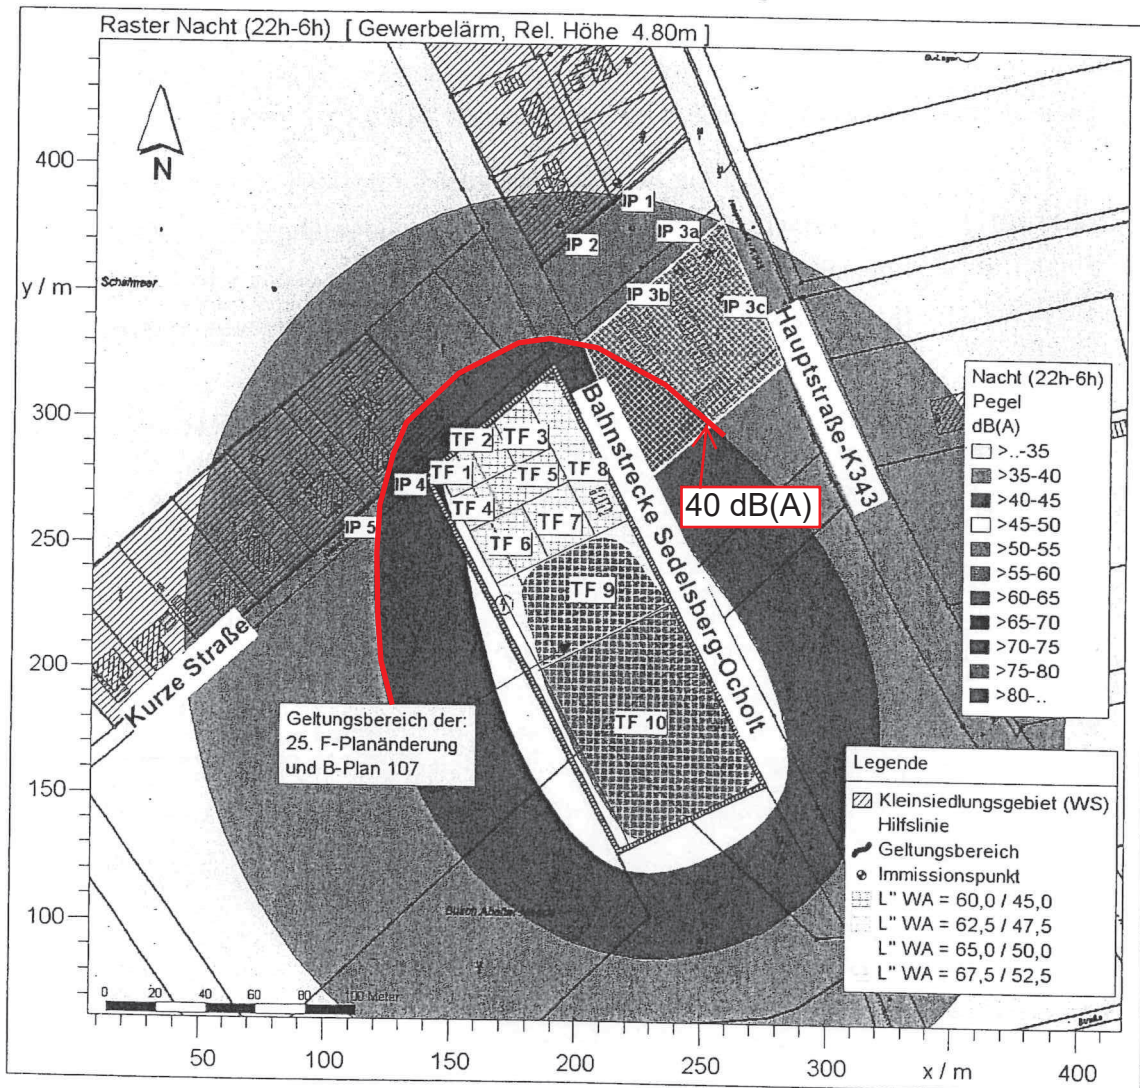 Raster Nacht (22h-6h) [ Gewerbelärm, Rel. Höhe 4.80m ]
N
400
y / m
300
250
200
150
100
Schafmeer
IP 1
IP 2
IP 3a
IP 3b
IP 3c
IP 4
IP 5
TF 1
TF 2
TF 3
TF 4
TF 5
TF 6
TF 7
TF 8
TF 9
TF 10
Hauptstraße-K343
Bahnstrecke Sedelsberg-Ocholt
Kurze Straße
40 dB(A)
Geltungsbereich der:
25. F-Planänderung
und B-Plan 107
Nacht (22h-6h)
Pegel
dB(A)
>..-35
>35-40
>40-45
>45-50
>50-55
>55-60
>60-65
>65-70
>70-75
>75-80
>80-..
Legende
Kleinsiedlungsgebiet (WS)
Hilfslinie
Geltungsbereich
Immissionspunkt
L" WA = 60,0 / 45,0
L" WA = 62,5 / 47,5
L" WA = 65,0 / 50,0
L" WA = 67,5 / 52,5
0 20 40 60 80 100 Meter
50 100 150 200 250 300 x / m 400